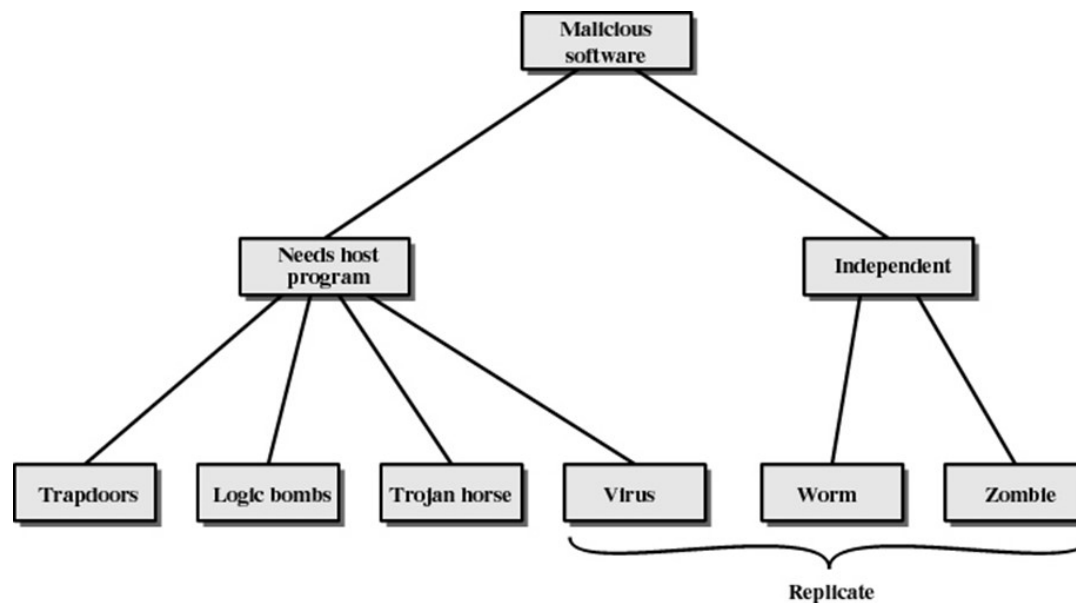 Malicious
software
Needs host
program
Independent
Trapdoors
Logic bombs
Trojan horse
Virus
Worm
Zombie
Replicate